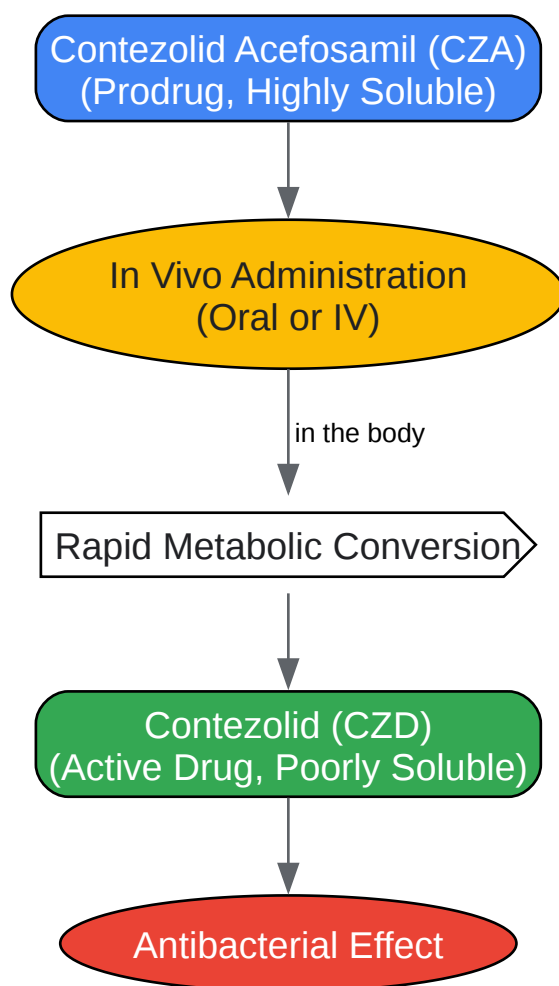 Contezolid Acefosamil (CZA)
(Prodrug, Highly Soluble)
In Vivo Administration
(Oral or IV)
in the body
Rapid Metabolic Conversion
Contezolid (CZD)
(Active Drug, Poorly Soluble)
Antibacterial Effect